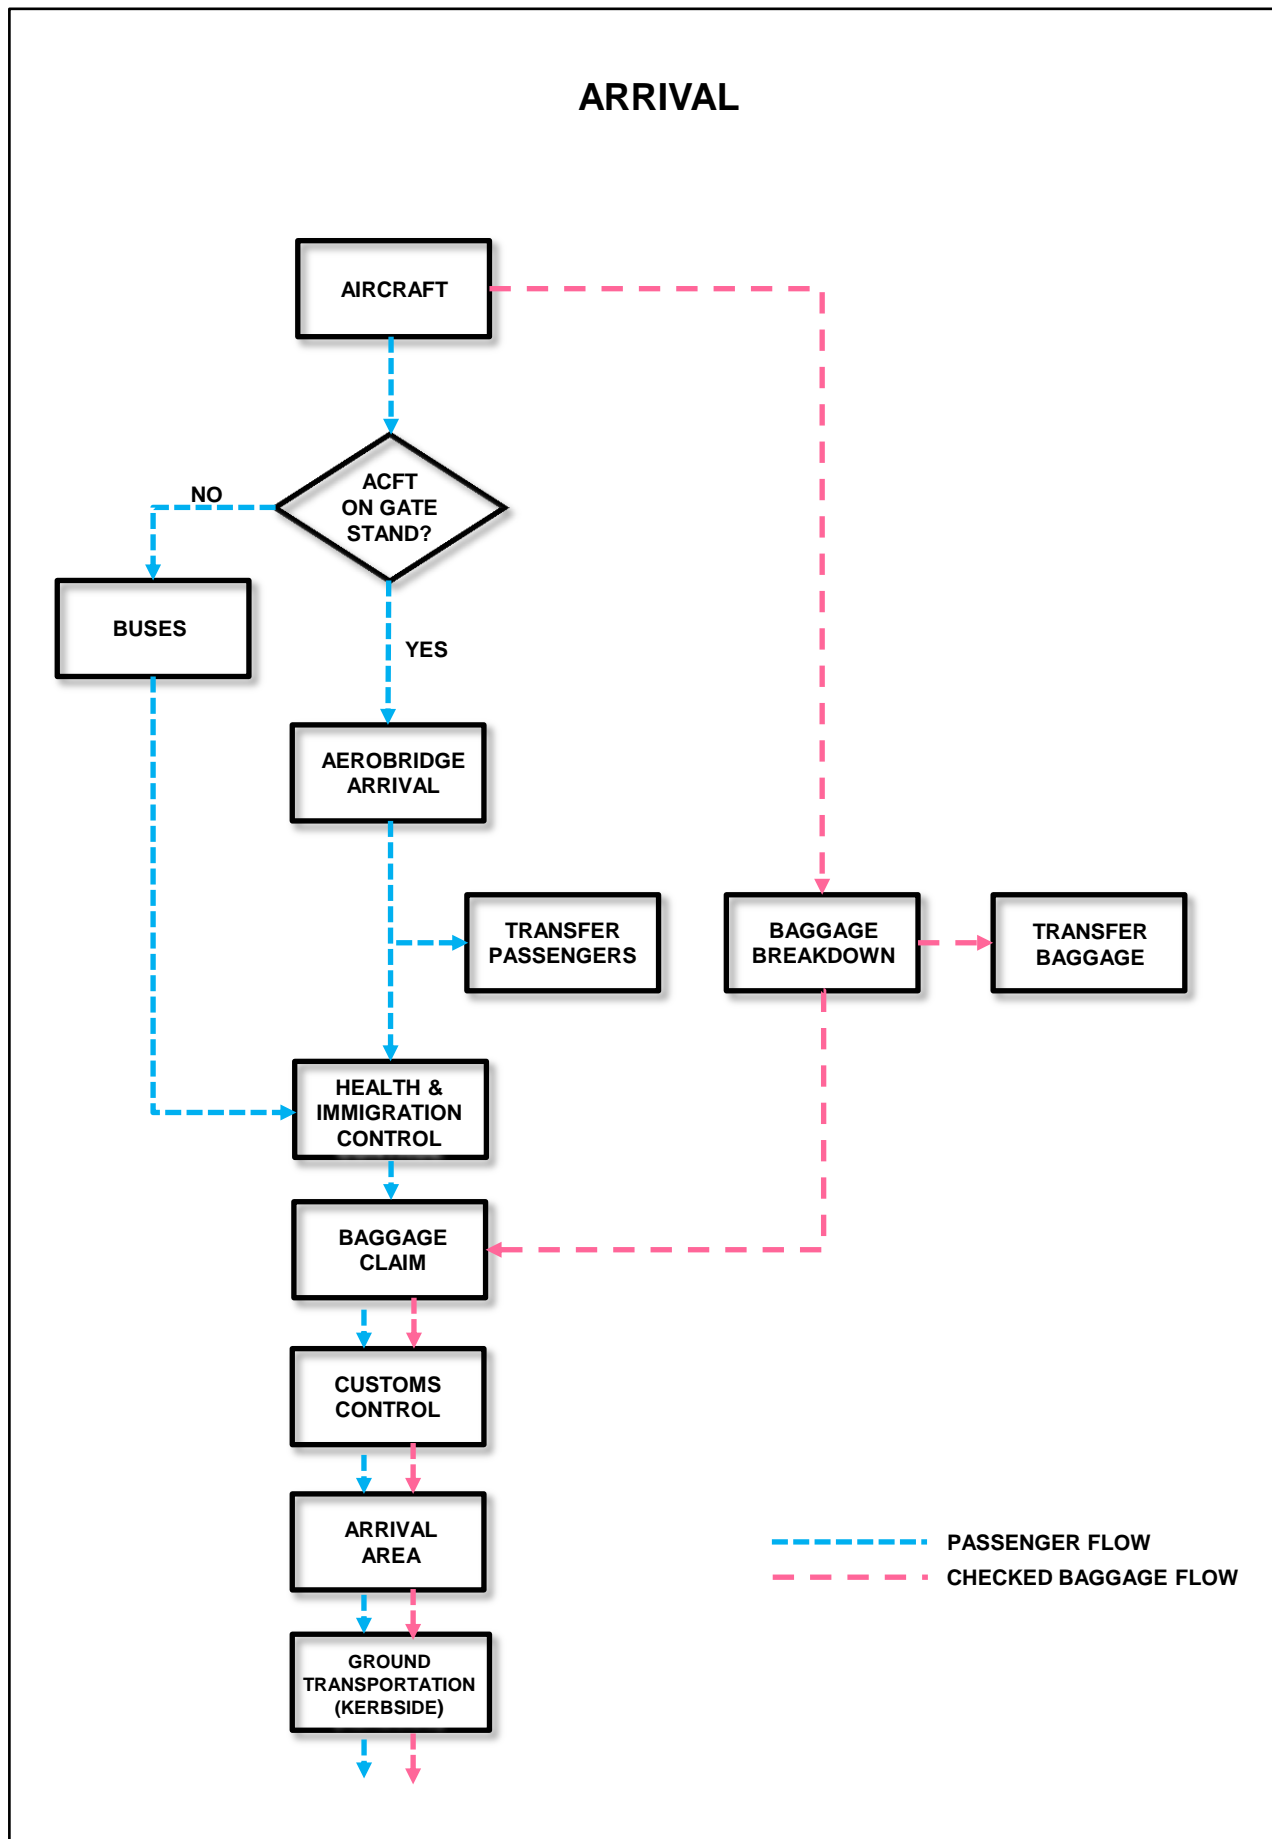 ARRIVAL
AIRCRAFT
ACFT
ON GATE
STAND?
NO
BUSES
YES
AEROBRIDGE
ARRIVAL
TRANSFER
PASSENGERS
BAGGAGE
BREAKDOWN
TRANSFER
BAGGAGE
HEALTH &
IMMIGRATION
CONTROL
BAGGAGE
CLAIM
CUSTOMS
CONTROL
ARRIVAL
AREA
PASSENGER FLOW
CHECKED BAGGAGE FLOW
GROUND
TRANSPORTATION
(KERBSIDE)